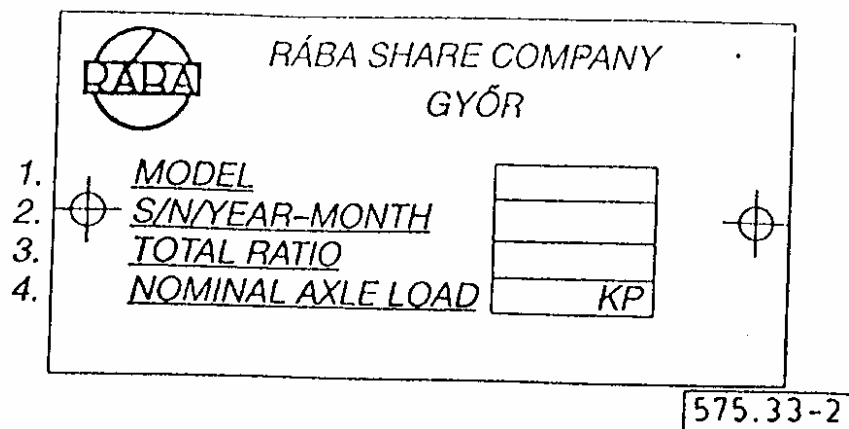 RÁBA
RÁBA SHARE COMPANY
GYŐR
1. MODEL
2. S/N/YEAR-MONTH
3. TOTAL RATIO
4. NOMINAL AXLE LOAD KP
575.33-2